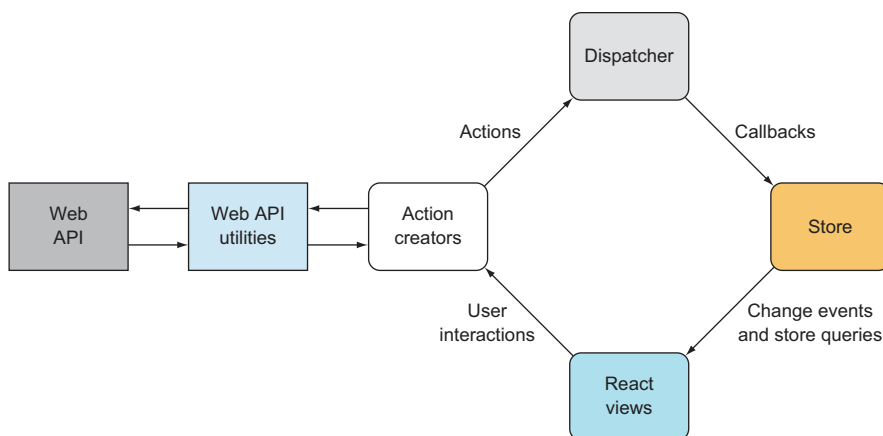 Dispatcher
Actions
Callbacks
Web
API
Web API
utilities
Action
creators
Store
User
interactions
Change events
and store queries
React
views